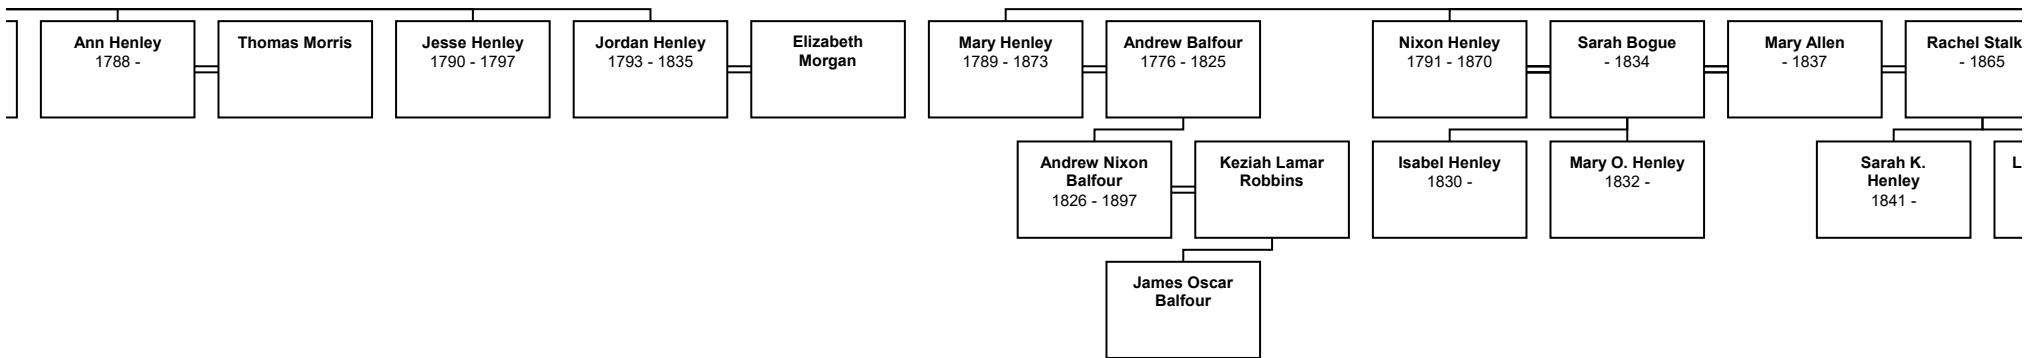 Ann Henley
1788 -
Thomas Morris
Jesse Henley
1790 - 1797
Jordan Henley
1793 - 1835
Elizabeth
Morgan
Mary Henley
1789 - 1873
Andrew Balfour
1776 - 1825
Nixon Henley
1791 - 1870
Sarah Bogue
- 1834
Mary Allen
- 1837
Rachel Stalk
- 1865
Andrew Nixon
Balfour
1826 - 1897
Keziah Lamar
Robbins
Isabel Henley
1830 -
Mary O. Henley
1832 -
Sarah K.
Henley
1841 -
L
James Oscar
Balfour